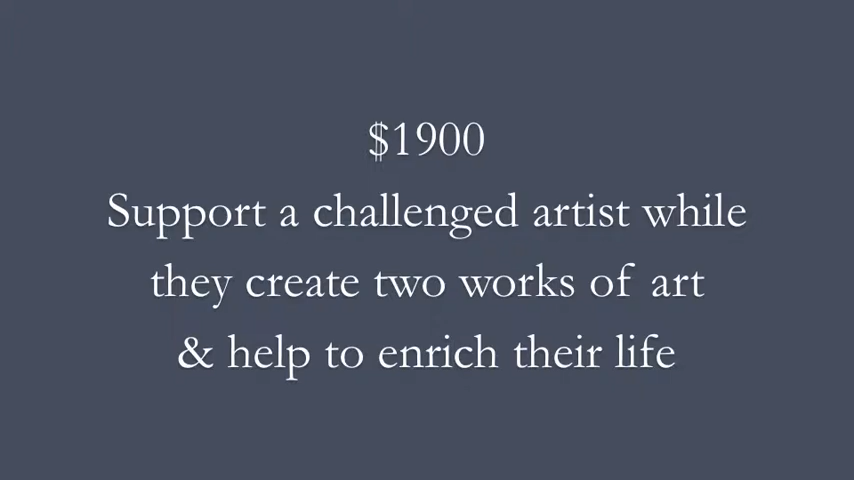 $1900
Support a challenged artist while
they create two works of art
& help to enrich their life